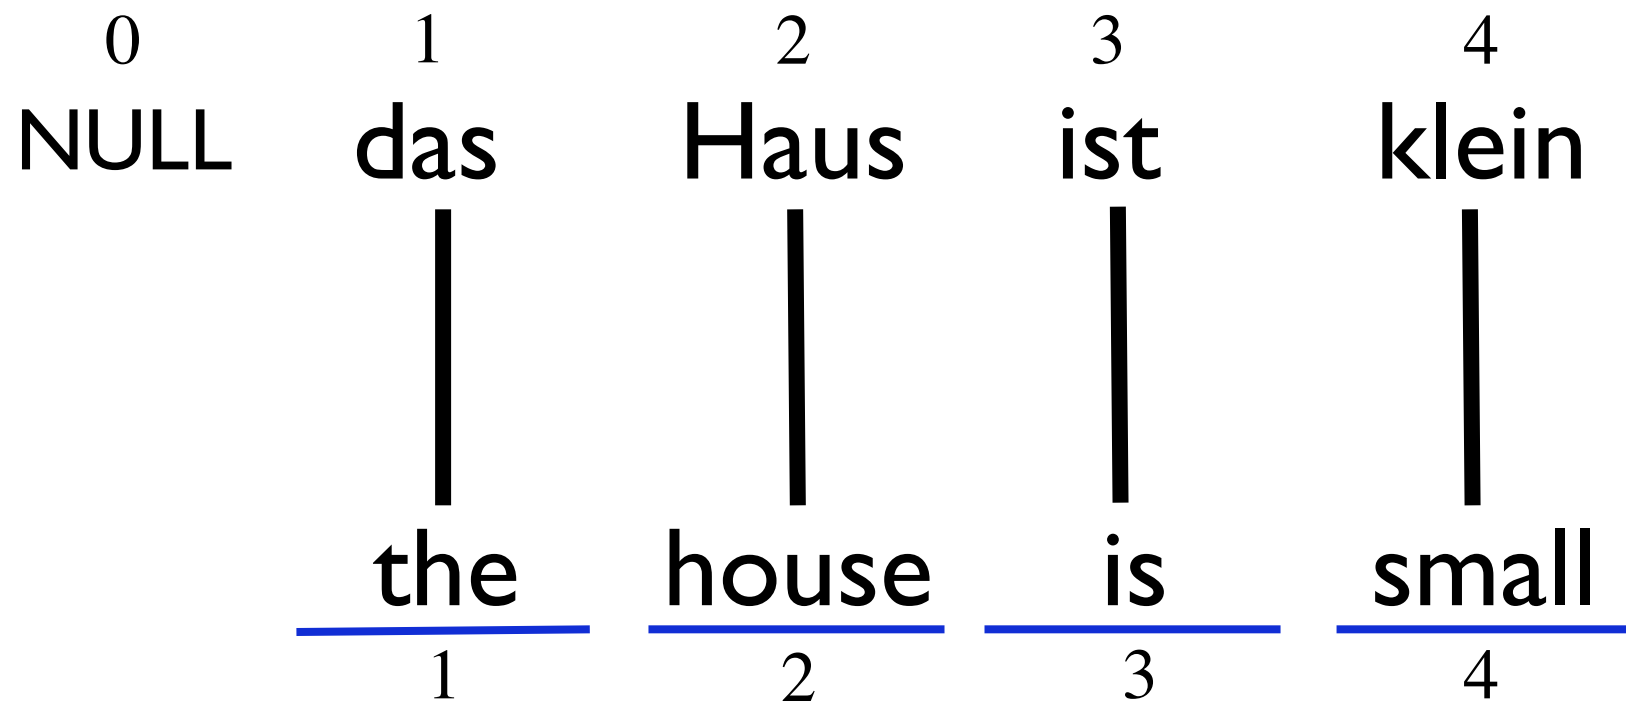 0 1 2 3 4
NULL das Haus ist klein
the house is small
1 2 3 4